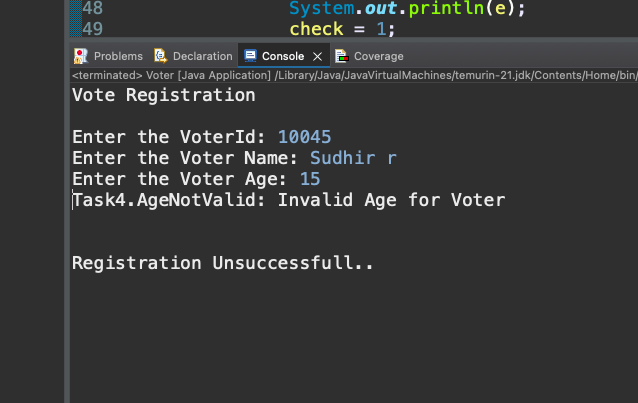 48 System.out.println(e);
49 check = 1;
Problems Declaration Console Coverage
<terminated> Voter [Java Application] /Library/Java/JavaVirtualMachines/temurin-21.jdk/Contents/Home/bin/
Vote Registration
Enter the VoterId: 10045
Enter the Voter Name: Sudhir r
Enter the Voter Age: 15
Task4.AgeNotValid: Invalid Age for Voter
Registration Unsuccessfull..